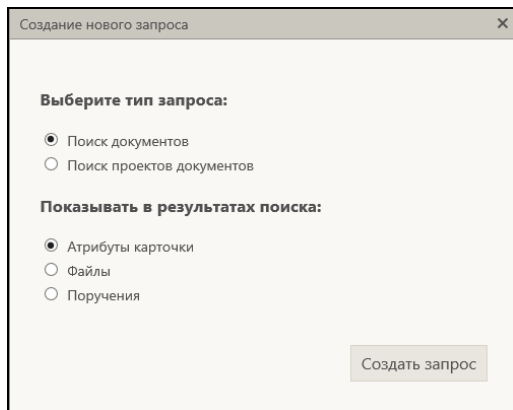 Создание нового запроса
Выберите тип запроса:
Поиск документов
Поиск проектов документов
Показывать в результатах поиска:
Атрибуты карточки
Файлы
Поручения
Создать запрос